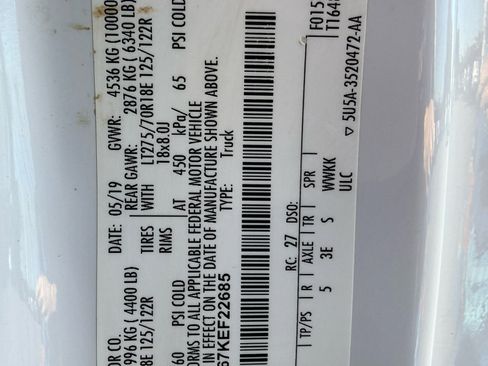 OR CO.
DATE: 05/19 GVWR: 4536 KG (10000
996 KG ( 4400 LB) REAR GAWR: 2876 KG ( 6340 LB)
8E 125/122R TIRES WITH LT275/70R18E 125/122R
RIMS 18x8.0J
60 PSI COLD AT 450 kPa/ 65 PSI COLD
ORMS TO ALL APPLICABLE FEDERAL MOTOR VEHICLE
IN EFFECT ON THE DATE OF MANUFACTURE SHOWN ABOVE.
67KEF22685 TYPE: Truck
F015
T164
RC: 27 DSO:
TP/PS R AXLE TR SPR
5 3E S WWKK
ULC
▽ 5U5A-3520472-AA